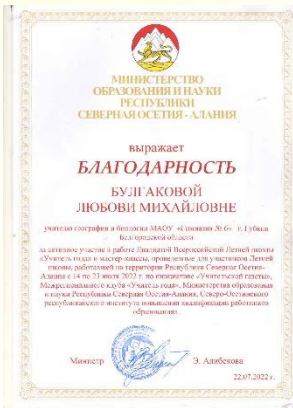 МИНИСТЕРСТВО
ОБРАЗОВАНИЯ И НАУКИ
РЕСПУБЛИКИ
СЕВЕРНАЯ ОСЕТИЯ - АЛАНИЯ
выражает
БЛАГОДАРНОСТЬ
БУЛГАКОВОЙ
ЛЮБОВИ МИХАЙЛОВНЕ
учителю географии и биологии МАОУ «Гимназия № 6» г. Губкин
Белгородской области
за активное участие в работе Двадцатой Всероссийской Летней школы
«Учитель года» и мастер-классы, проведенные для участников Летней
школы, работавшей на территории Республики Северная Осетия-
Алания с 14 по 23 июля 2022 г. по инициативе «Учительской газеты»,
Межрегионального клуба «Учитель года», Министерства образования
и науки Республики Северная Осетия-Алания, Северо-Осетинского
республиканского института повышения квалификации работников
образования.
Министр Э. Алибекова
22.07.2022 г.